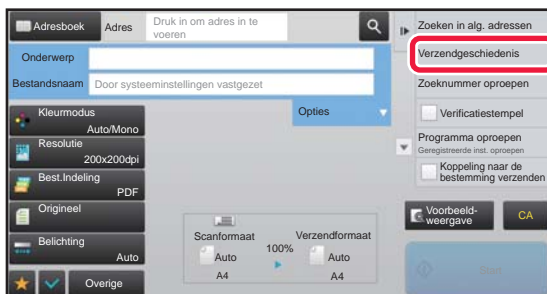 Adresboek
Adres
Druk in om adres in te
voeren
Onderwerp
Bestandsnaam
Door systeeminstellingen vastgezet
Opties
Kleurmodus
Auto/Mono
Resolutie
200x200dpi
Best.Indeling
PDF
Origineel
Belichting
Auto
Overige
Scanformaat
Auto
A4
100%
Verzendformaat
Auto
A4
Zoeken in alg. adressen
Verzendgeschiedenis
Zoeknummer oproepen
Verificatiestempel
Programma oproepen
Geregistreerde inst. oproepen
Koppeling naar de
bestemming verzenden
Voorbeeld-
weergave
CA
Start